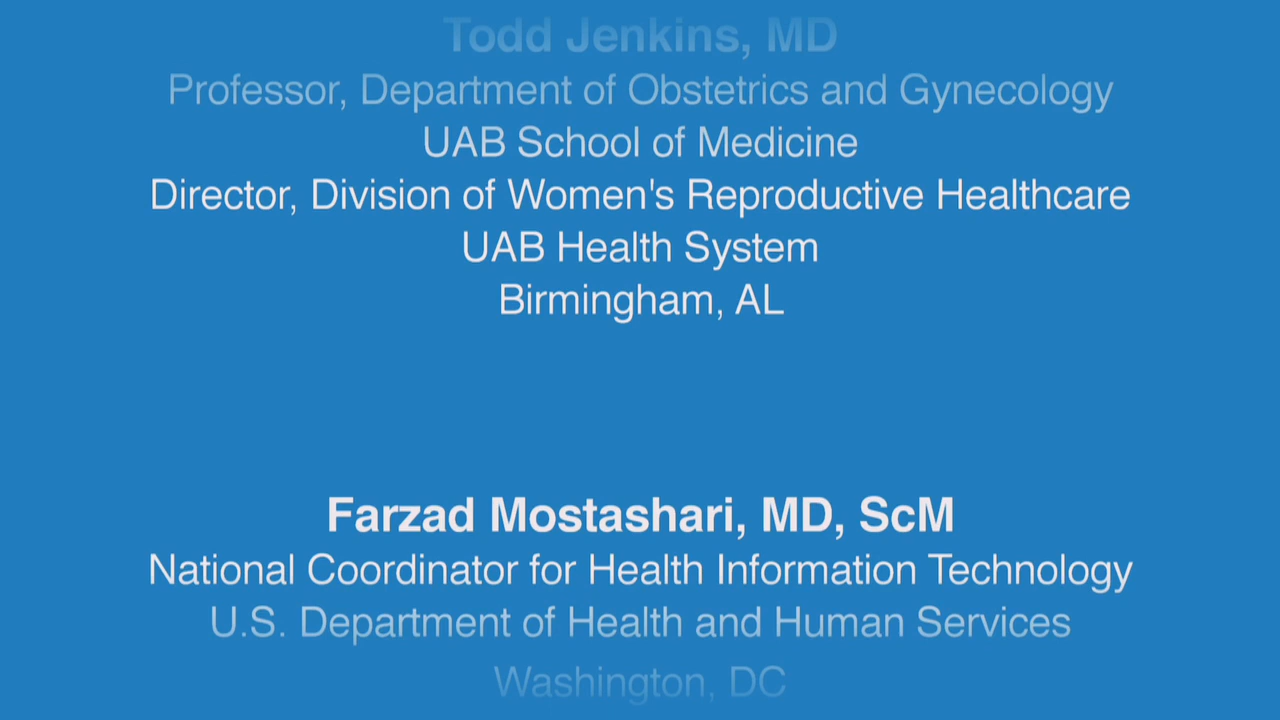 Todd Jenkins, MD
Professor, Department of Obstetrics and Gynecology
UAB School of Medicine
Director, Division of Women's Reproductive Healthcare
UAB Health System
Birmingham, AL
Farzad Mostashari, MD, ScM
National Coordinator for Health Information Technology
U.S. Department of Health and Human Services
Washington, DC